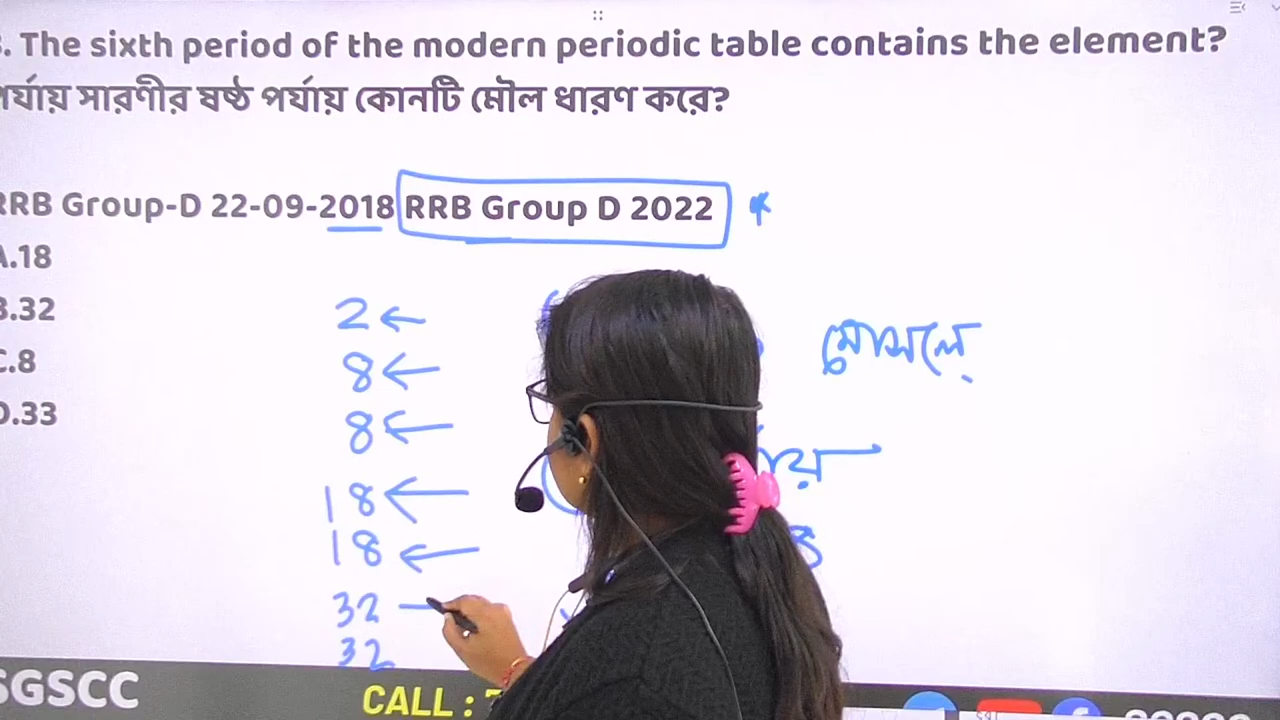 . The sixth period of the modern periodic table contains the element?
পর্যায় সারণীর ষষ্ঠ পর্যায় কোনটি মৌল ধারণ করে?
RRB Group-D 22-09-2018 RRB Group D 2022
A.18
B.32
C.8
D.33
2
8
8
18
18
32
32
SGSCC
CALL :